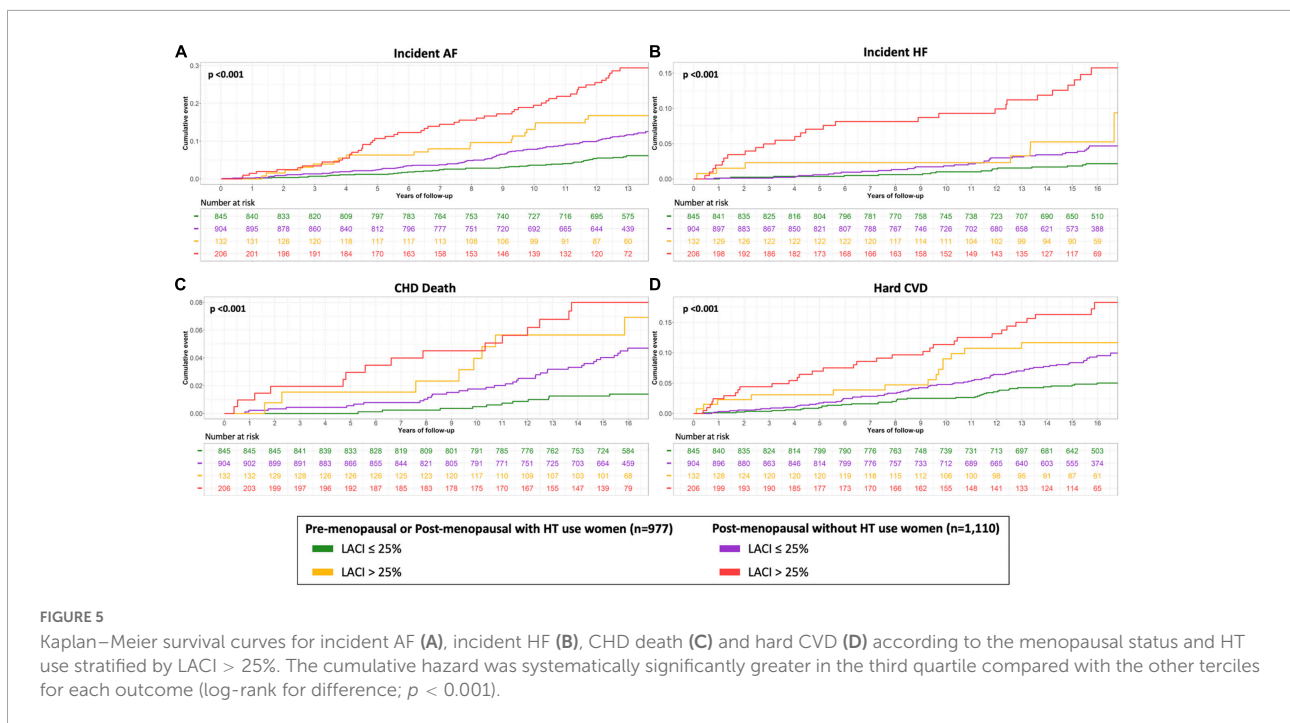 A
Incident AF
p <0.001
Cumulative event
0.3
0.2
0.1
0.0
0 1 2 3 4 5 6 7 8 9 10 11 12 13
Years of follow-up
Number at risk
845 840 833 820 809 797 783 764 753 740 727 716 695 575
904 895 878 860 840 812 796 777 751 720 692 665 644 439
132 131 126 120 118 117 117 113 108 106 99 91 87 60
206 201 196 191 184 170 163 158 153 146 139 132 120 72
B
Incident HF
p <0.001
Cumulative event
0.15
0.10
0.05
0.00
0 1 2 3 4 5 6 7 8 9 10 11 12 13 14 15 16
Years of follow-up
Number at risk
845 841 835 825 816 804 796 781 770 758 745 738 723 707 690 650 510
904 897 883 867 850 821 807 788 767 746 726 702 680 658 621 573 388
132 129 126 122 122 122 122 120 117 114 111 104 102 99 94 90 59
206 198 192 186 182 173 168 166 163 158 152 149 143 135 127 117 69
C
CHD Death
p <0.001
Cumulative event
0.08
0.06
0.04
0.02
0.00
0 1 2 3 4 5 6 7 8 9 10 11 12 13 14 15 16
Years of follow-up
Number at risk
845 845 845 841 839 833 828 819 809 801 791 785 776 762 753 724 584
904 902 899 891 883 866 855 844 821 805 791 771 751 725 703 664 459
132 132 129 128 126 126 126 125 123 120 117 110 109 107 103 101 68
206 203 199 197 196 192 187 185 183 178 175 170 167 155 147 139 79
D
Hard CVD
p <0.001
Cumulative event
0.15
0.10
0.05
0.00
0 1 2 3 4 5 6 7 8 9 10 11 12 13 14 15 16
Years of follow-up
Number at risk
845 840 835 824 814 799 790 776 763 748 739 731 713 697 681 642 503
904 896 880 863 846 814 799 776 757 733 712 689 665 640 603 555 374
132 128 124 120 120 120 119 118 115 112 106 100 98 95 91 87 61
206 199 193 190 185 177 173 170 166 162 155 148 141 133 124 114 65
Pre-menopausal or Post-menopausal with HT use women (n=977)
LACI ≤ 25%
LACI > 25%
Post-menopausal without HT use women (n=1,110)
LACI ≤ 25%
LACI > 25%
FIGURE 5
Kaplan–Meier survival curves for incident AF (A), incident HF (B), CHD death (C) and hard CVD (D) according to the menopausal status and HT
use stratified by LACI > 25%. The cumulative hazard was systematically significantly greater in the third quartile compared with the other terciles
for each outcome (log-rank for difference; p < 0.001).